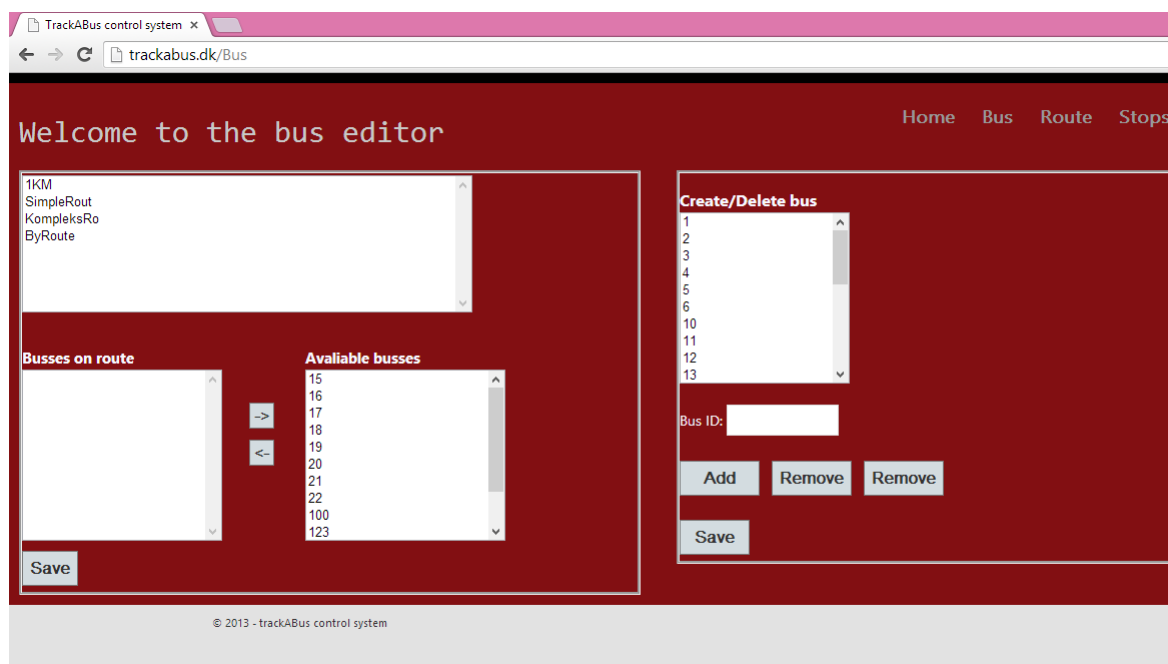 TrackABus control system ×
trackabus.dk/Bus
Home Bus Route Stops
Welcome to the bus editor
1KM
SimpleRout
KompleksRo
ByRoute
Busses on route
->
<-
Avaliable busses
15
16
17
18
19
20
21
22
100
123
Save
Create/Delete bus
1
2
3
4
5
6
10
11
12
13
Bus ID:
Add Remove Remove
Save
© 2013 - trackABus control system